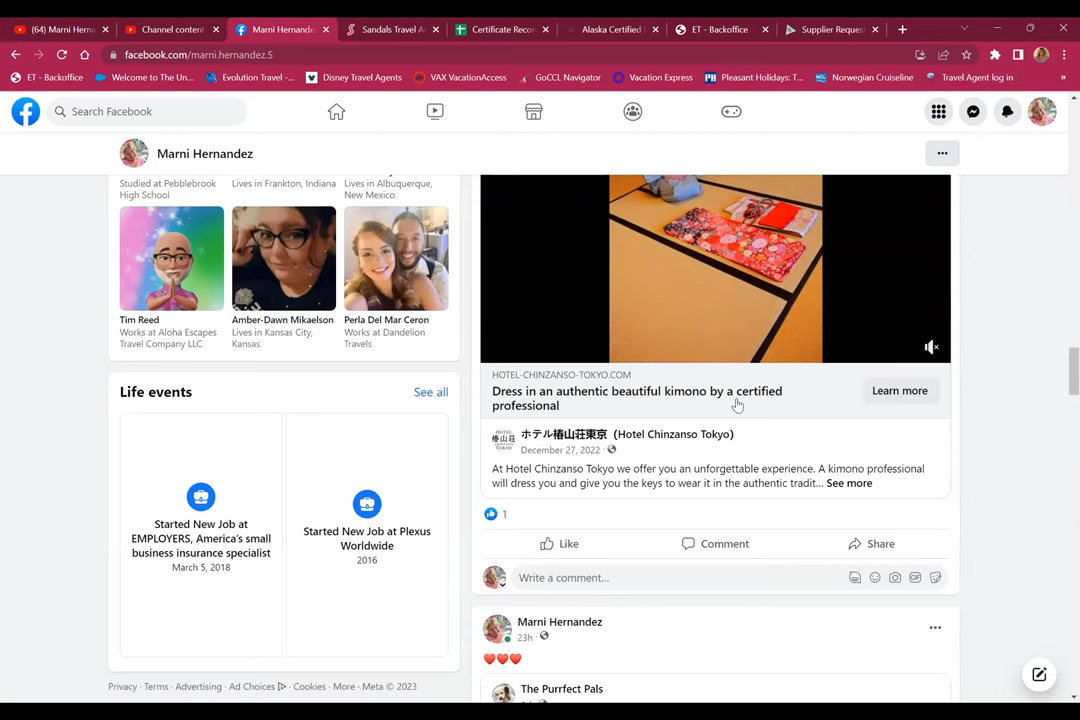 (64) Marni Herna
Channel content
Marni Hernande
Sandals Travel A
Certificate Recor
Alaska Certified
ET - Backoffice
Supplier Reques
facebook.com/marni.hernandez.5
ET - Backoffice
Welcome to The Un...
Evolution Travel -...
Disney Travel Agents
VAX VacationAccess
GoCCL Navigator
Vacation Express
Pleasant Holidays: T...
Norwegian Cruiseline
Travel Agent log in
Search Facebook
Marni Hernandez
Studied at Pebblebrook
High School
Lives in Frankton, Indiana
Lives in Albuquerque,
New Mexico
Tim Reed
Works at Aloha Escapes
Travel Company LLC
Amber-Dawn Mikaelson
Lives in Kansas City,
Kansas
Perla Del Mar Ceron
Works at Dandelion
Travels
Life events
See all
Started New Job at
EMPLOYERS, America's small
business insurance specialist
March 5, 2018
Started New Job at Plexus
Worldwide
2016
Privacy · Terms · Advertising · Ad Choices · Cookies · More · Meta © 2023
HOTEL-CHINZANSO-TOKYO.COM
Dress in an authentic beautiful kimono by a certified
professional
Learn more
ホテル椿山荘東京（Hotel Chinzanso Tokyo）
December 27, 2022 ·
At Hotel Chinzanso Tokyo we offer you an unforgettable experience. A kimono professional
will dress you and give you the keys to wear it in the authentic tradit... See more
1
Like
Comment
Share
Write a comment...
Marni Hernandez
23h ·
The Purrfect Pals